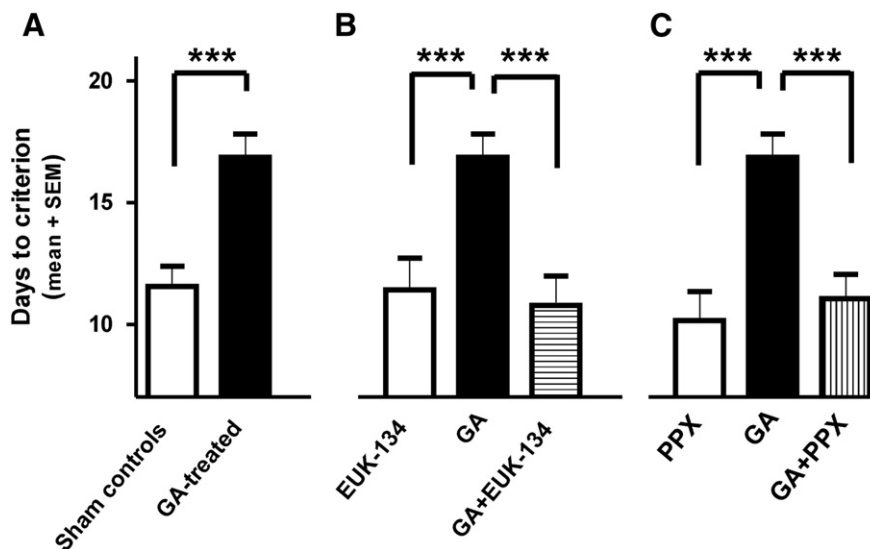 A
B
C
***
*** ***
*** ***
20
15
10
Days to criterion
(mean + SEM)
Sham controls
GA-treated
EUK-134
GA
GA+EUK-134
PPX
GA
GA+PPX